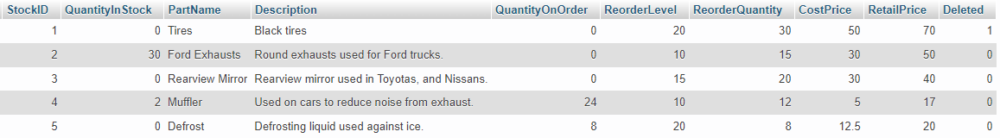 StockID QuantityInStock PartName Description QuantityOnOrder ReorderLevel ReorderQuantity CostPrice RetailPrice Deleted
1 0 Tires Black tires 0 20 30 50 70 1
2 30 Ford Exhausts Round exhausts used for Ford trucks. 0 10 15 30 50 0
3 0 Rearview Mirror Rearview mirror used in Toyotas, and Nissans. 0 15 20 30 40 0
4 2 Muffler Used on cars to reduce noise from exhaust. 24 10 12 5 17 0
5 0 Defrost Defrosting liquid used against ice. 8 20 8 12.5 20 0